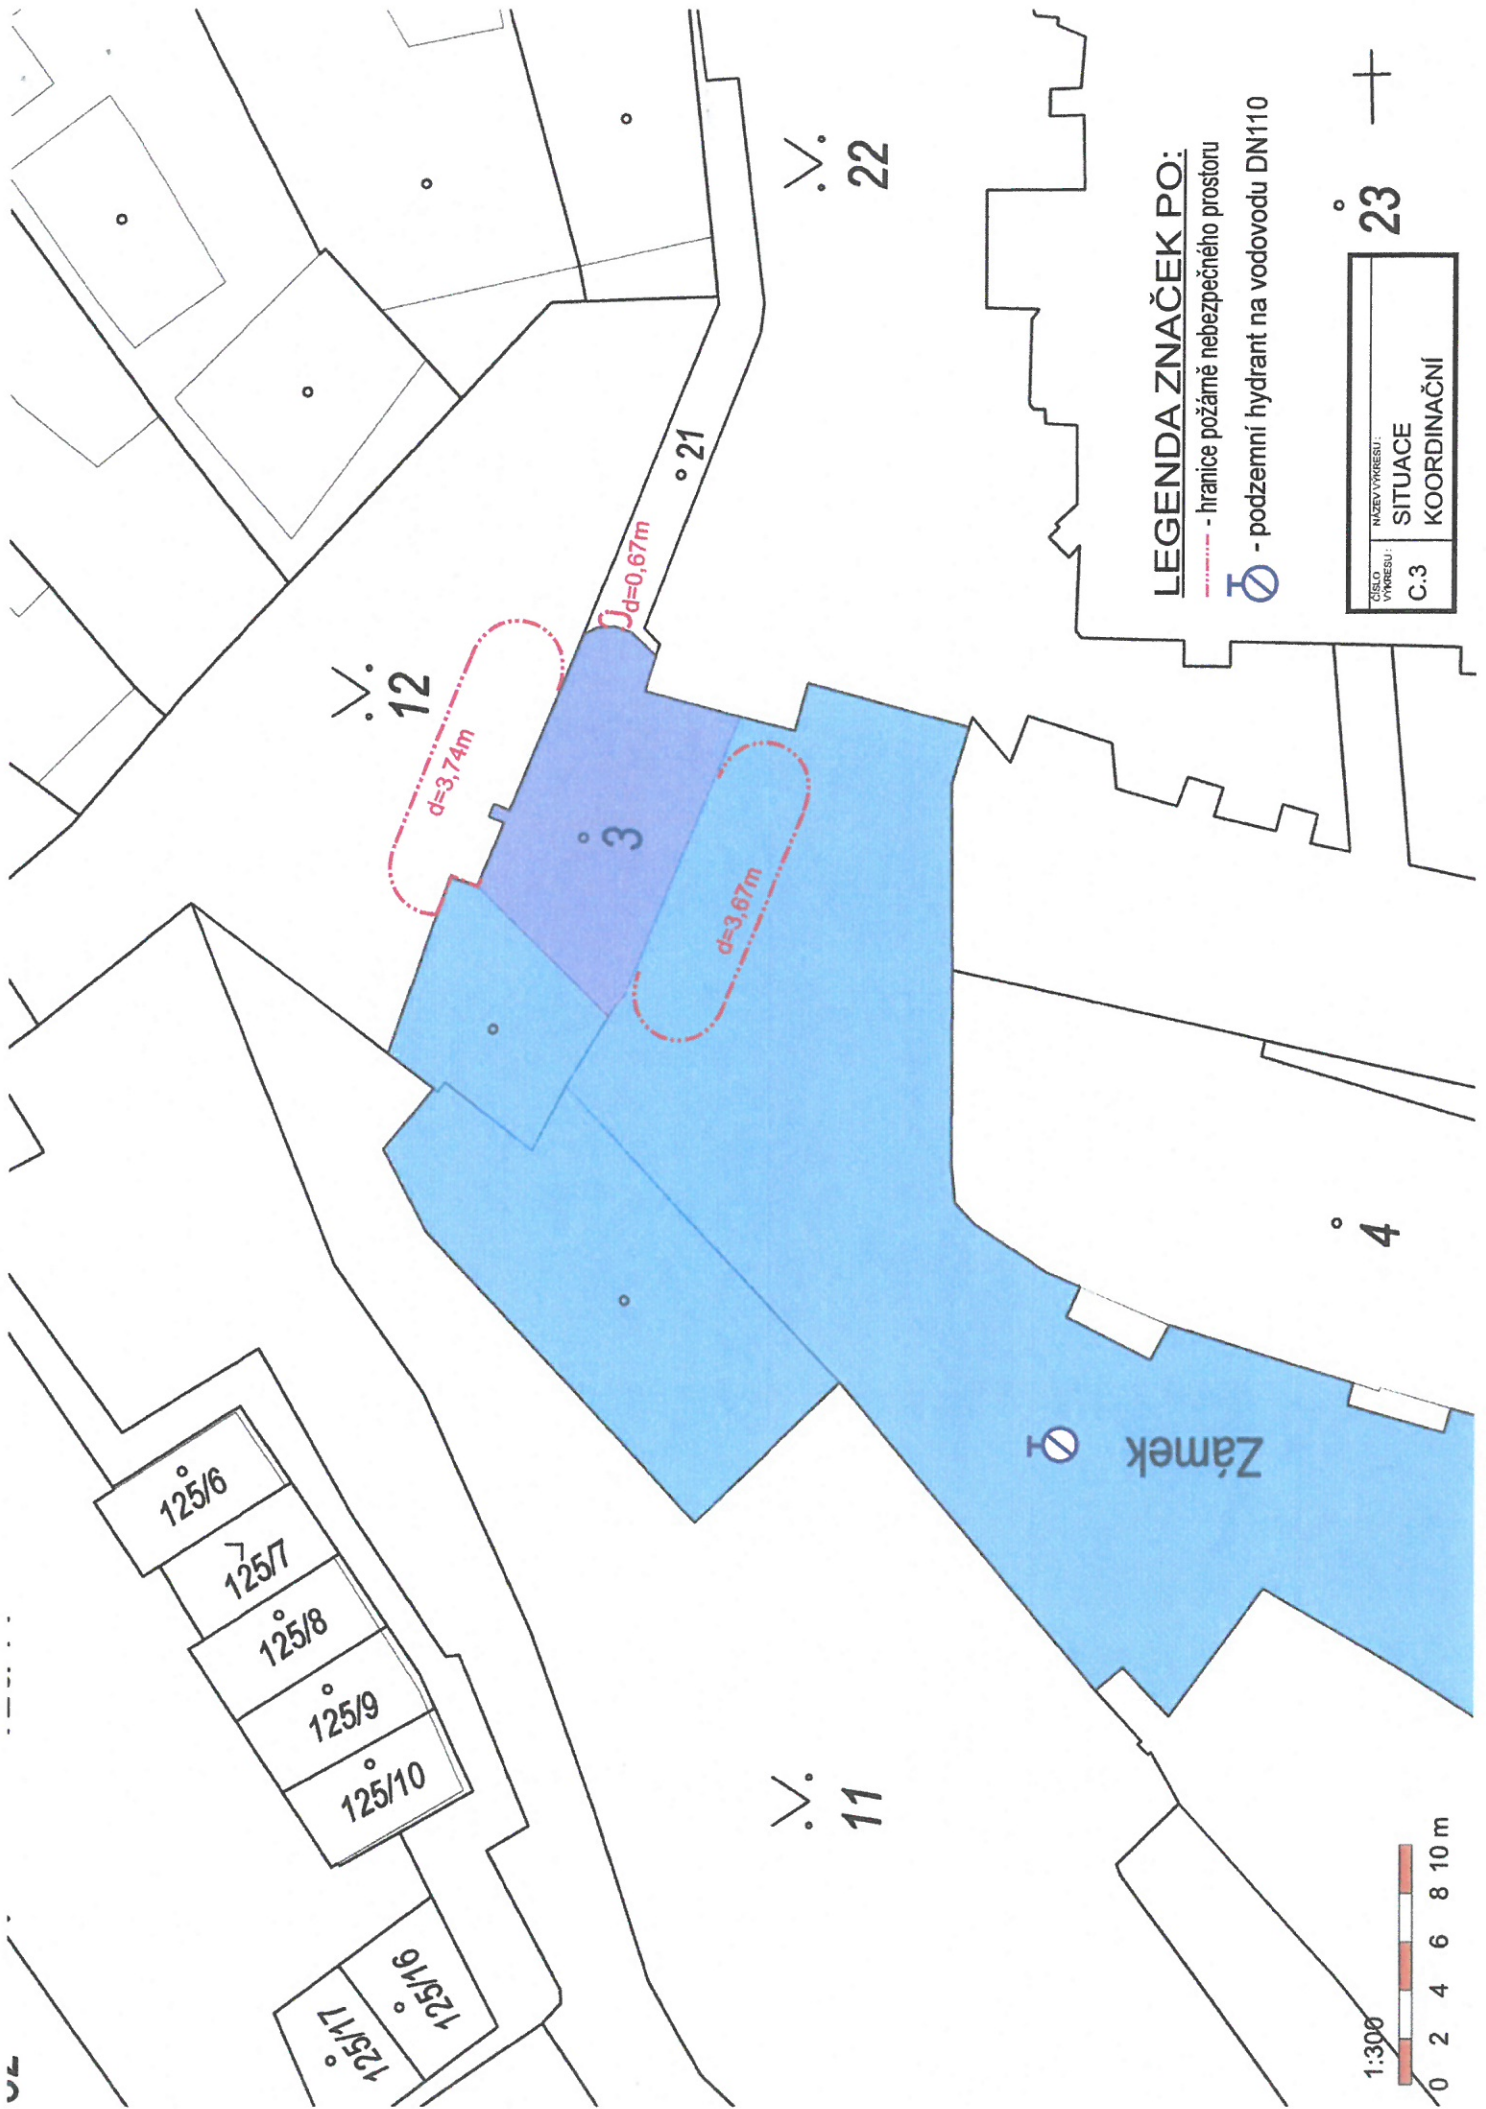 12
d=3,74m
d=0,67m
21
22
3
d=3,67m
125/6
125/7
125/8
125/9
125/10
125/16
125/17
11
Zámek
4
23
LEGENDA ZNAČEK PO:
- hranice požárně nebezpečného prostoru
- podzemní hydrant na vodovodu DN110
ČÍSLO VÝKRESU :
C.3
NÁZEV VÝKRESU :
SITUACE
KOORDINAČNÍ
1:300
0 2 4 6 8 10 m